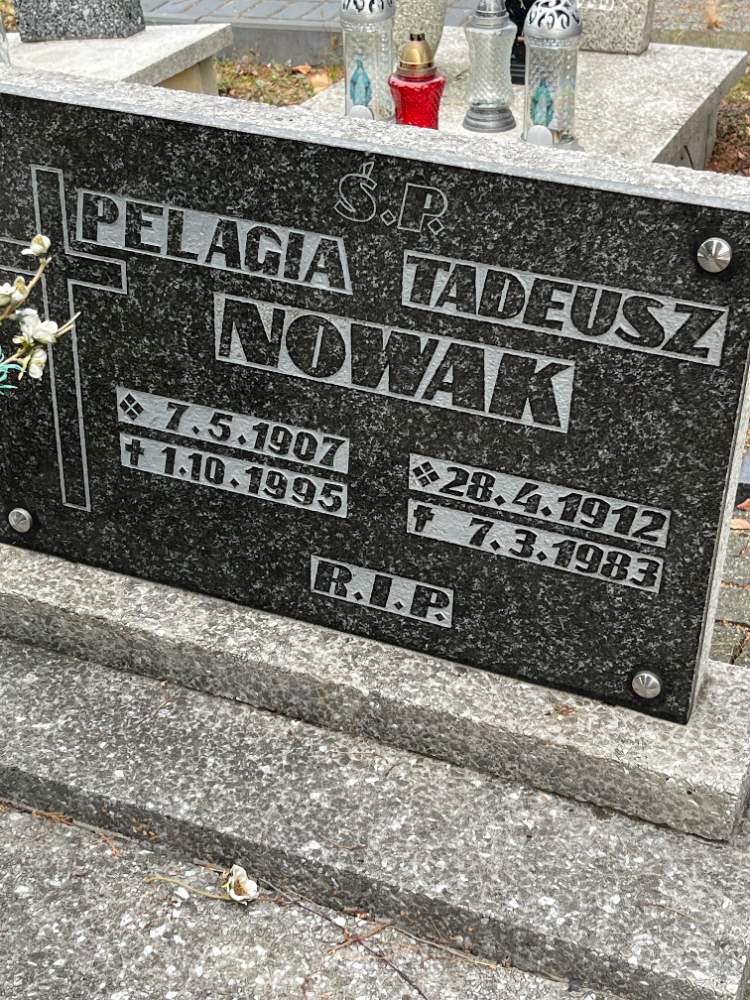 Ś.P.
PELAGIA TADEUSZ
NOWAK
❖ 7.5.1907
✝ 1.10.1995
❖ 28.4.1912
✝ 7.3.1983
R.I.P.